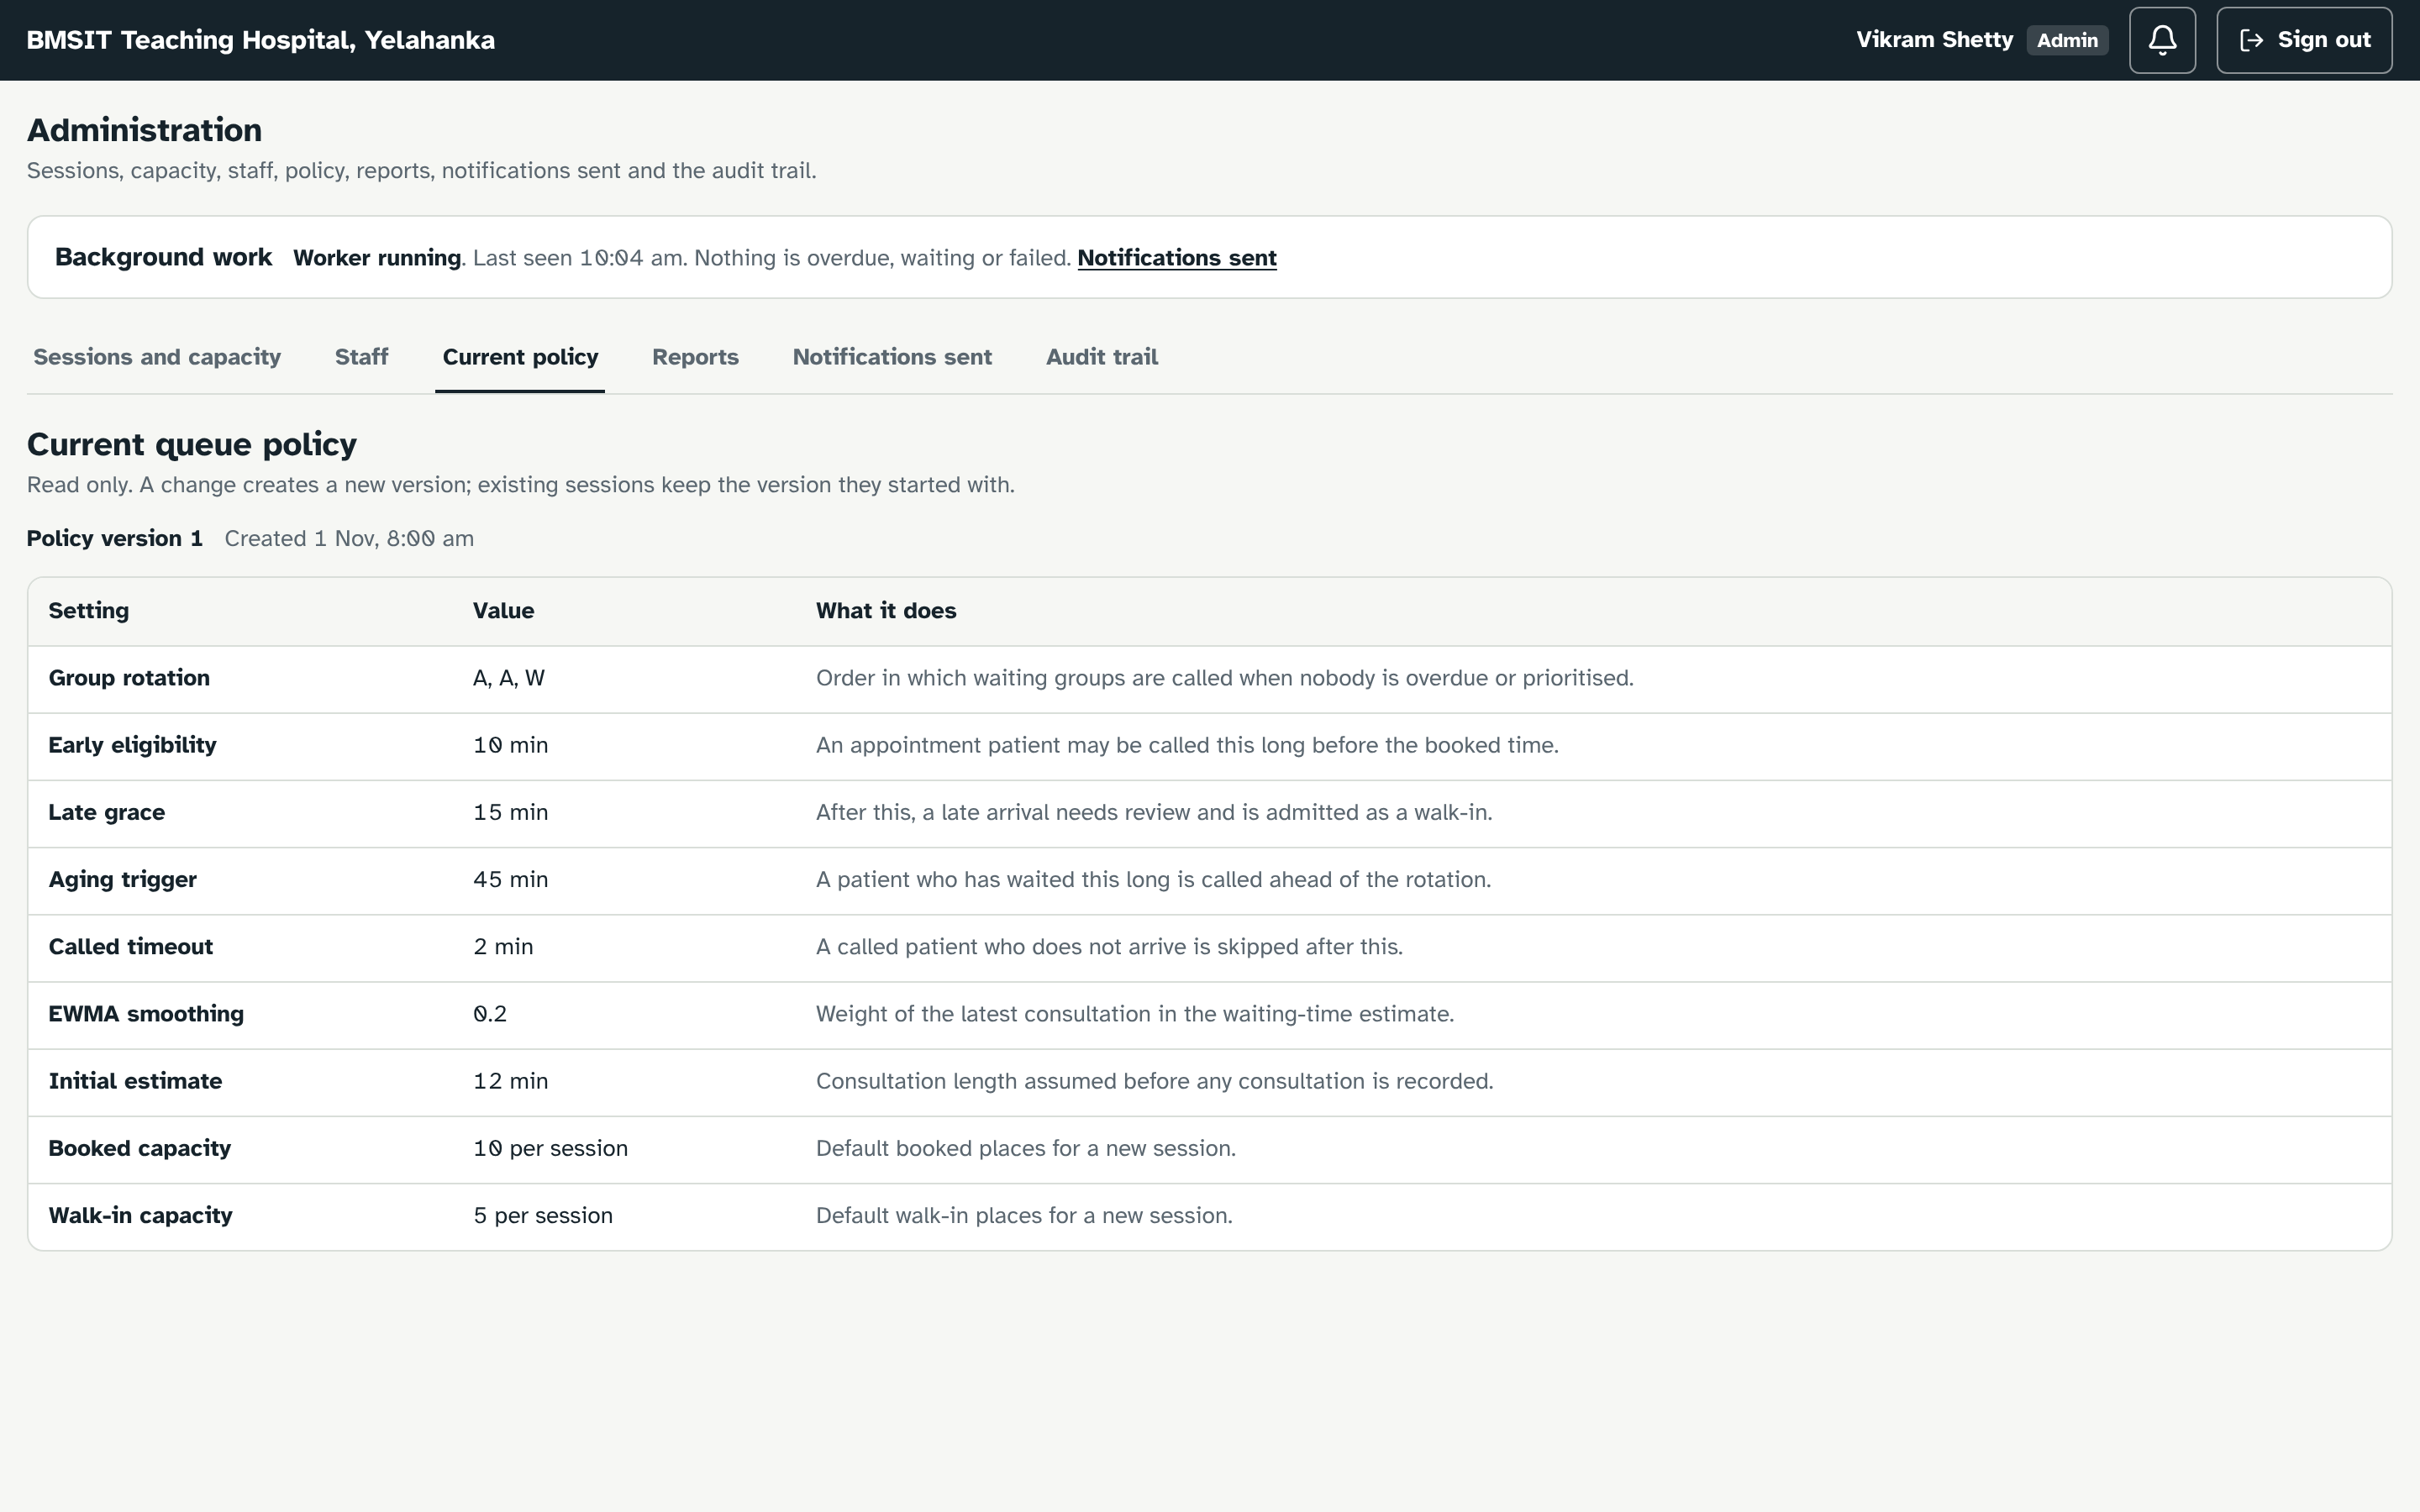 BMSIT Teaching Hospital, Yelahanka
Vikram Shetty Admin Sign out
Administration
Sessions, capacity, staff, policy, reports, notifications sent and the audit trail.
Background work Worker running. Last seen 10:04 am. Nothing is overdue, waiting or failed. Notifications sent
Sessions and capacity Staff Current policy Reports Notifications sent Audit trail
Current queue policy
Read only. A change creates a new version; existing sessions keep the version they started with.
Policy version 1 Created 1 Nov, 8:00 am
Setting Value What it does
Group rotation A, A, W Order in which waiting groups are called when nobody is overdue or prioritised.
Early eligibility 10 min An appointment patient may be called this long before the booked time.
Late grace 15 min After this, a late arrival needs review and is admitted as a walk-in.
Aging trigger 45 min A patient who has waited this long is called ahead of the rotation.
Called timeout 2 min A called patient who does not arrive is skipped after this.
EWMA smoothing 0.2 Weight of the latest consultation in the waiting-time estimate.
Initial estimate 12 min Consultation length assumed before any consultation is recorded.
Booked capacity 10 per session Default booked places for a new session.
Walk-in capacity 5 per session Default walk-in places for a new session.